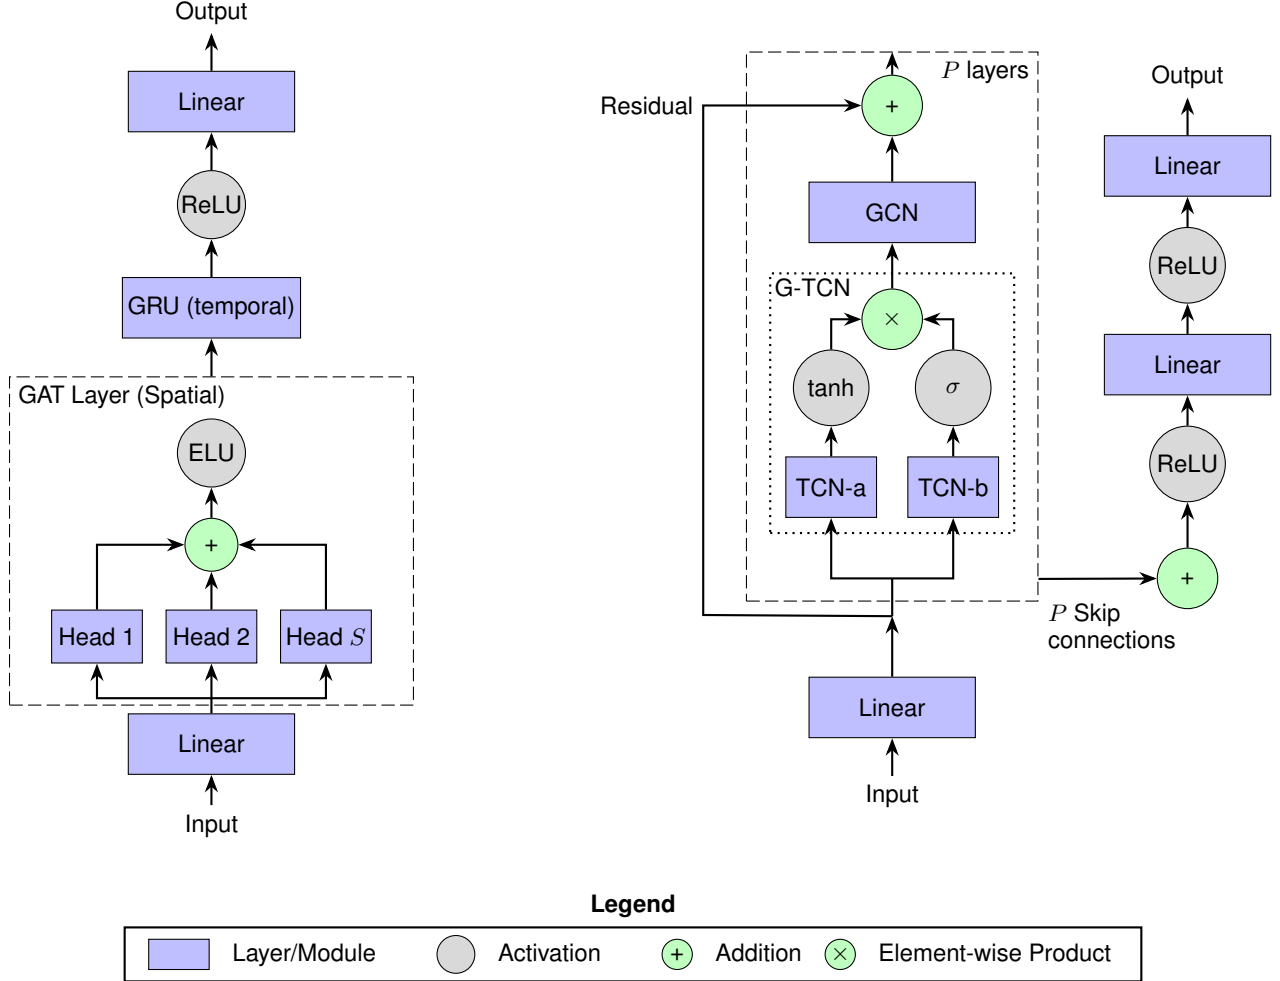 Output
Linear
ReLU
GRU (temporal)
GAT Layer (Spatial)
ELU
+
Head 1 Head 2 Head S
Linear
Input
P layers
Residual
+
GCN
G-TCN
×
tanh σ
TCN-a TCN-b
Linear
Input
Output
Linear
ReLU
Linear
ReLU
+
P Skip
connections
Legend
Layer/Module Activation + Addition × Element-wise Product